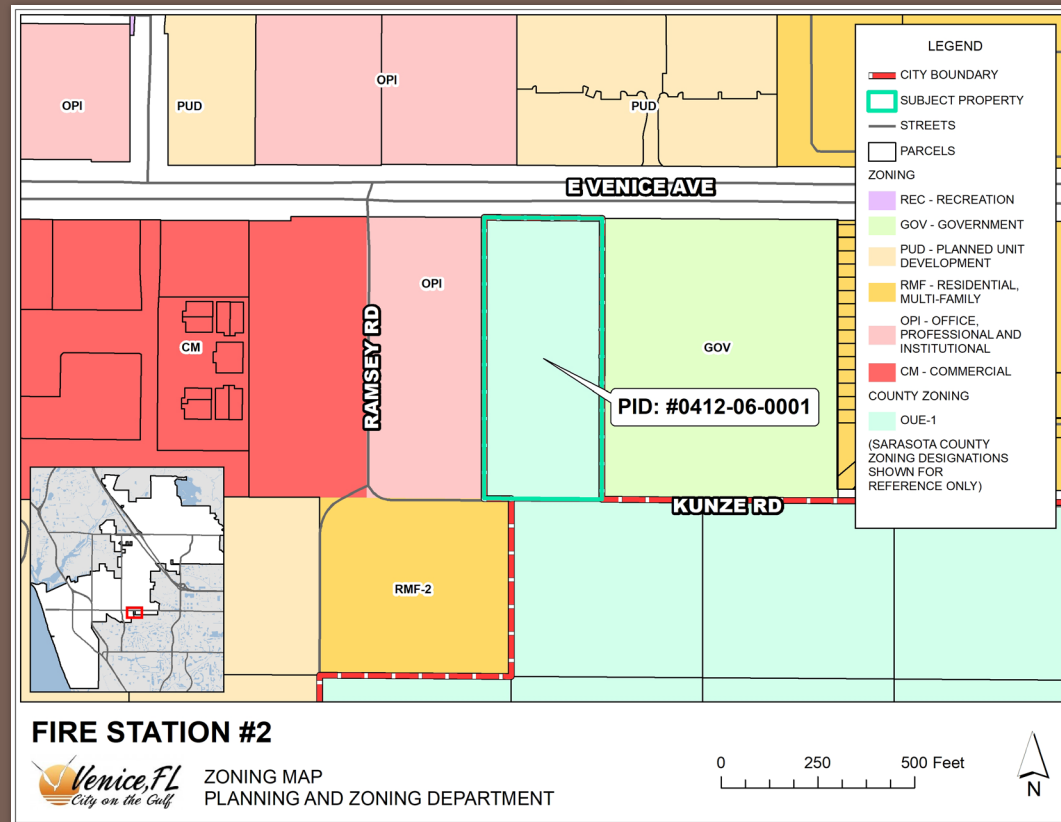 OPI
PUD
OPI
PUD
E VENICE AVE
OPI
CM
RAMSEY RD
GOV
PID: #0412-06-0001
KUNZE RD
RMF-2
LEGEND
CITY BOUNDARY
SUBJECT PROPERTY
STREETS
PARCELS
ZONING
REC - RECREATION
GOV - GOVERNMENT
PUD - PLANNED UNIT
DEVELOPMENT
RMF - RESIDENTIAL,
MULTI-FAMILY
OPI - OFFICE,
PROFESSIONAL AND
INSTITUTIONAL
CM - COMMERCIAL
COUNTY ZONING
OUE-1
(SARASOTA COUNTY
ZONING DESIGNATIONS
SHOWN FOR
REFERENCE ONLY)
FIRE STATION #2
Venice, FL
City on the Gulf
ZONING MAP
PLANNING AND ZONING DEPARTMENT
0 250 500 Feet
N